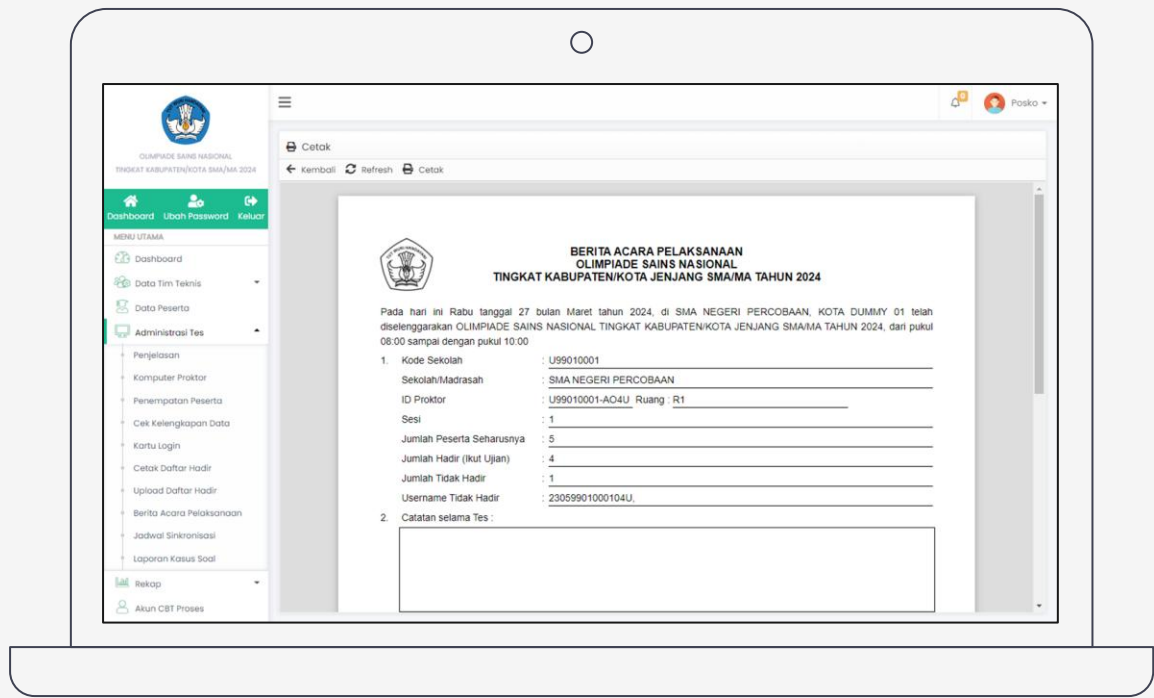 OLIMPIADE SAINS NASIONAL
TINGKAT KABUPATEN/KOTA SMA/MA 2024
Dashboard Ubah Password Keluar
MENU UTAMA
Dashboard
Data Tim Teknis
Data Peserta
Administrasi Tes
Penjelasan
Komputer Proktor
Penempatan Peserta
Cek Kelengkapan Data
Kartu Login
Cetak Daftar Hadir
Upload Daftar Hadir
Berita Acara Pelaksanaan
Jadwal Sinkronisasi
Laporan Kasus Soal
Rekap
Akun CBT Proses
Posko
Cetak
Kembali Refresh Cetak
BERITA ACARA PELAKSANAAN
OLIMPIADE SAINS NASIONAL
TINGKAT KABUPATEN/KOTA JENJANG SMA/MA TAHUN 2024
Pada hari ini Rabu tanggal 27 bulan Maret tahun 2024, di SMA NEGERI PERCOBAAN, KOTA DUMMY 01 telah
diselenggarakan OLIMPIADE SAINS NASIONAL TINGKAT KABUPATEN/KOTA JENJANG SMA/MA TAHUN 2024, dari pukul
08:00 sampai dengan pukul 10:00
1. Kode Sekolah : U99010001
Sekolah/Madrasah : SMA NEGERI PERCOBAAN
ID Proktor : U99010001-AO4U Ruang : R1
Sesi : 1
Jumlah Peserta Seharusnya : 5
Jumlah Hadir (Ikut Ujian) : 4
Jumlah Tidak Hadir : 1
Username Tidak Hadir : 23059901000104U,
2. Catatan selama Tes :